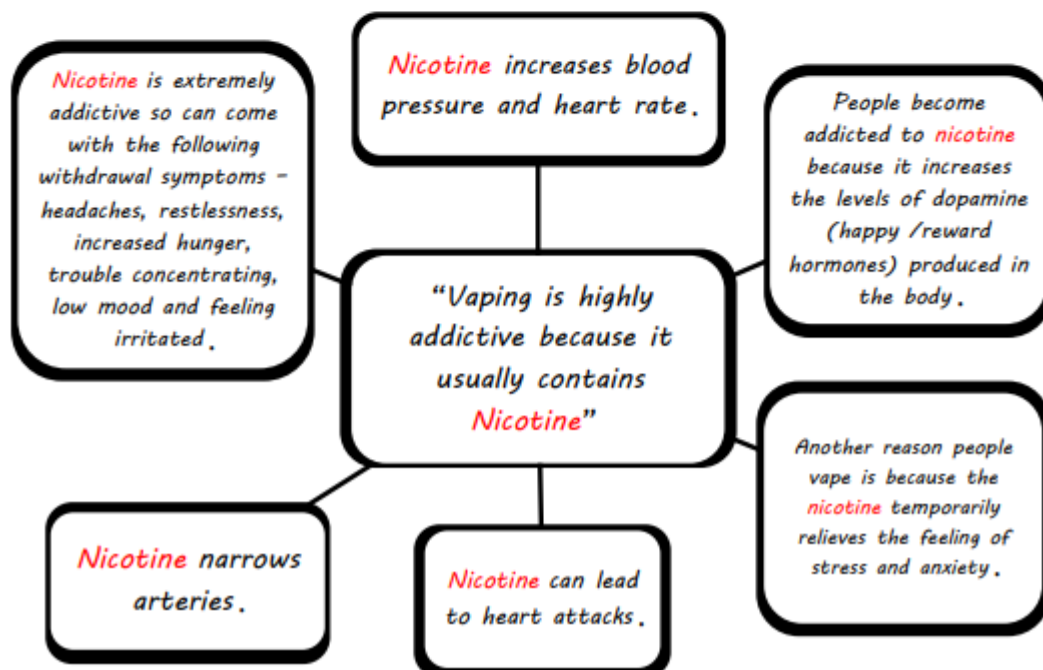 Nicotine increases blood
pressure and heart rate.
Nicotine is extremely
addictive so can come
with the following
withdrawal symptoms -
headaches, restlessness,
increased hunger,
trouble concentrating,
low mood and feeling
irritated.
People become
addicted to nicotine
because it increases
the levels of dopamine
(happy /reward
hormones) produced in
the body.
“Vaping is highly
addictive because it
usually contains
Nicotine”
Another reason people
vape is because the
nicotine temporarily
relieves the feeling of
stress and anxiety.
Nicotine narrows
arteries.
Nicotine can lead
to heart attacks.